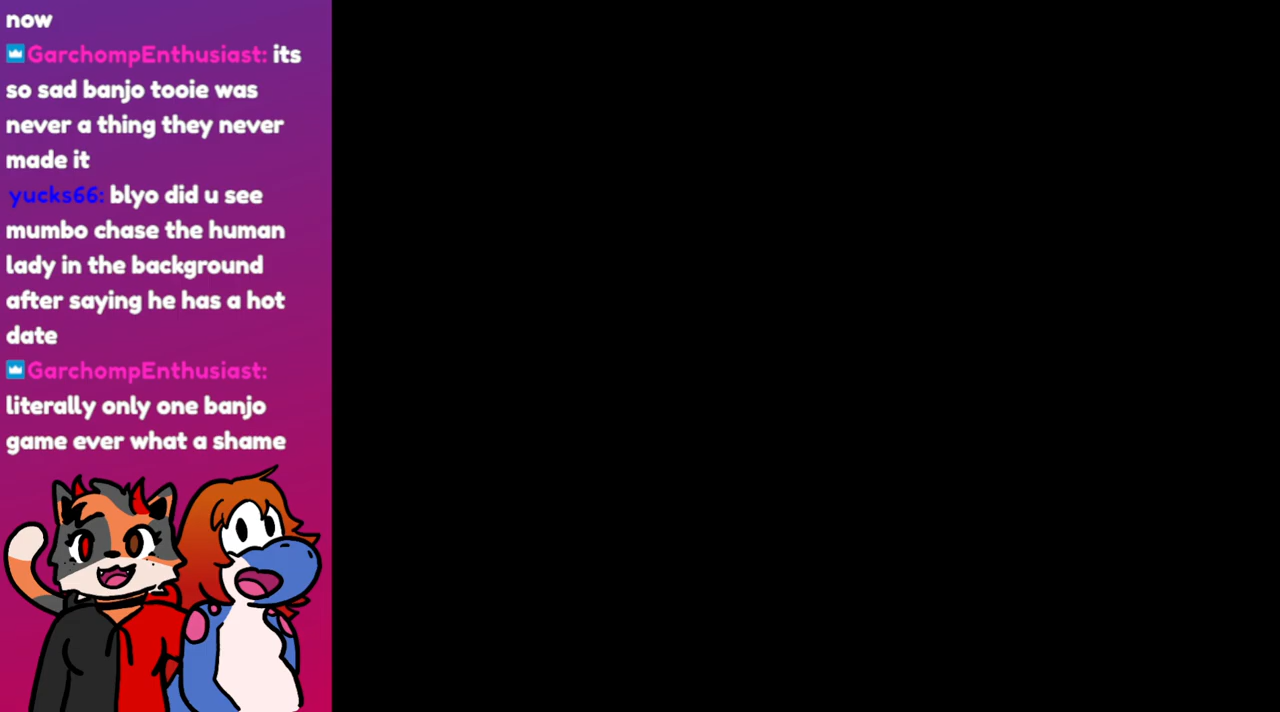 now
GarchompEnthusiast: its
so sad banjo tooie was
never a thing they never
made it
yucks66: blyo did u see
mumbo chase the human
lady in the background
after saying he has a hot
date
GarchompEnthusiast:
literally only one banjo
game ever what a shame